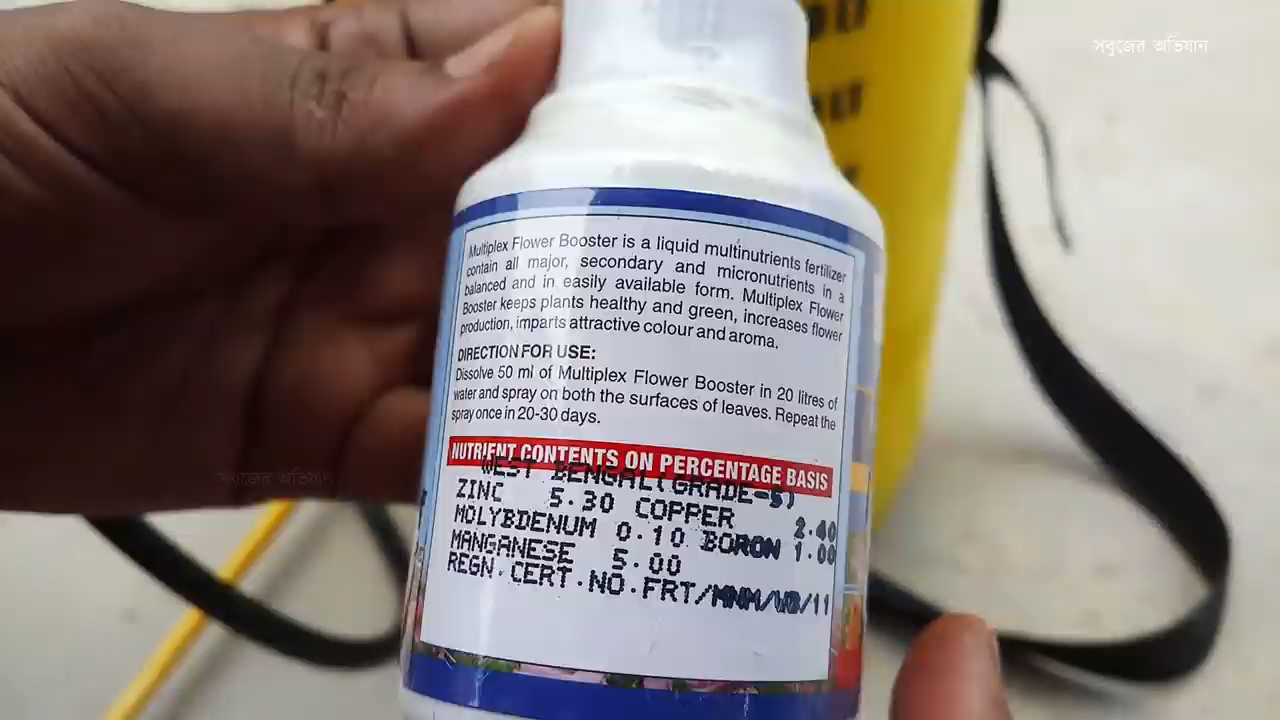 সবুজের অভিযান
Multiplex Flower Booster is a liquid multinutrients fertilizer
contain all major, secondary and micronutrients in a
balanced and in easily available form. Multiplex Flower
Booster keeps plants healthy and green, increases flower
production, imparts attractive colour and aroma.
DIRECTION FOR USE:
Dissolve 50 ml of Multiplex Flower Booster in 20 litres of
water and spray on both the surfaces of leaves. Repeat the
spray once in 20-30 days.
NUTRIENT CONTENTS ON PERCENTAGE BASIS
WEST BENGAL(GRADE-5)
ZINC 5.30 COPPER 2.40
MOLYBDENUM 0.10 BORON 1.00
MANGANESE 5.00
REGN.CERT.NO.FRT/MNM/WB/11
সবুজের অভিযান